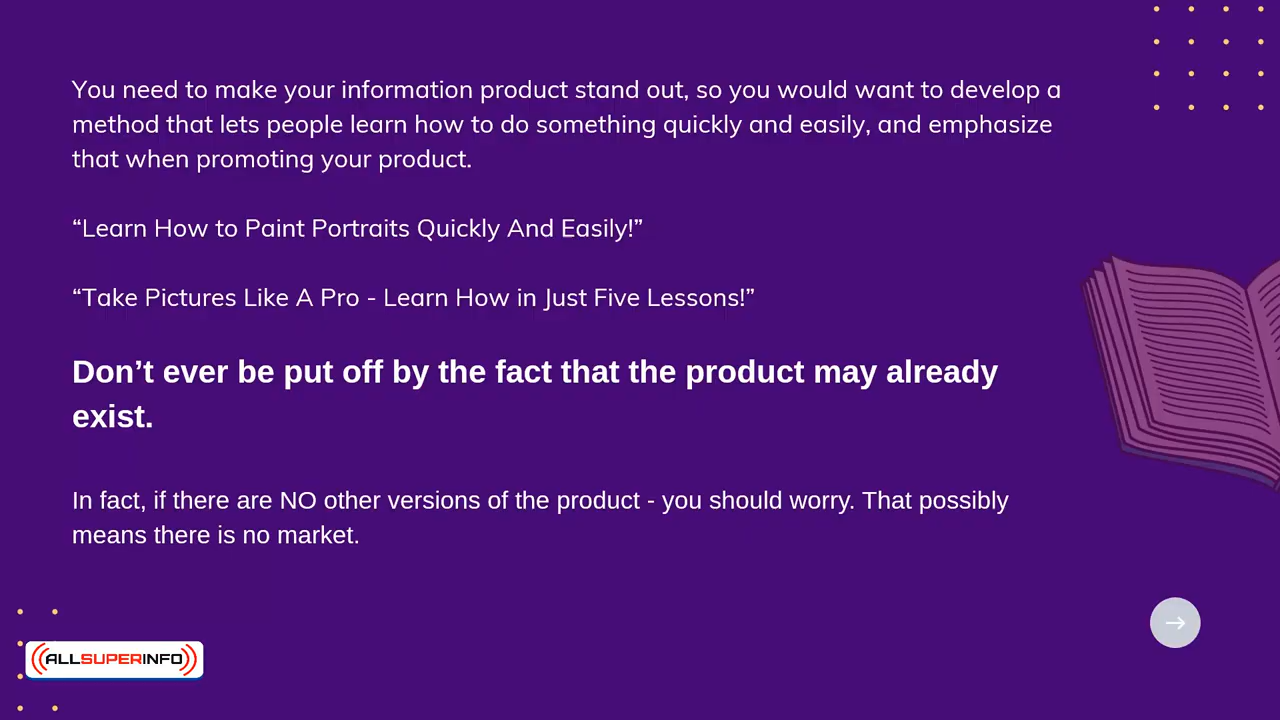 You need to make your information product stand out, so you would want to develop a
method that lets people learn how to do something quickly and easily, and emphasize
that when promoting your product.
“Learn How to Paint Portraits Quickly And Easily!”
“Take Pictures Like A Pro - Learn How in Just Five Lessons!”
Don’t ever be put off by the fact that the product may already
exist.
In fact, if there are NO other versions of the product - you should worry. That possibly
means there is no market.
ALLSUPERINFO